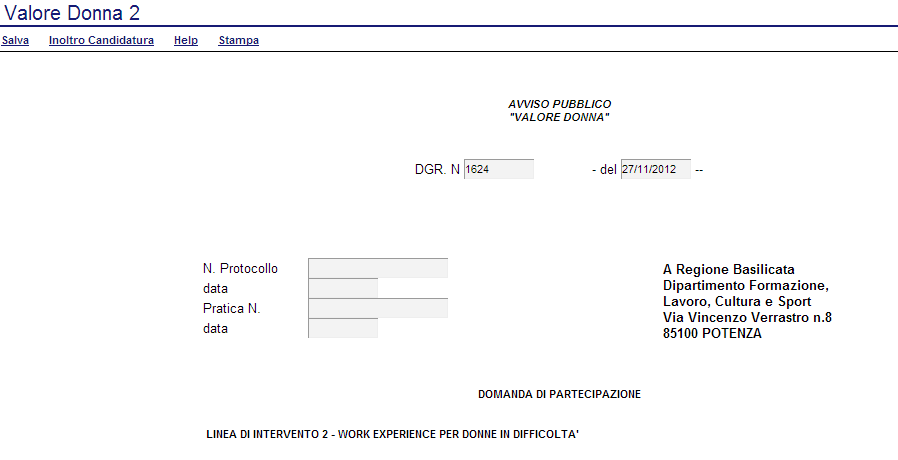 Valore Donna 2
Salva Inoltro Candidatura Help Stampa
AVVISO PUBBLICO
"VALORE DONNA"
DGR. N 1624 - del 27/11/2012 --
N. Protocollo
data
Pratica N.
data
A Regione Basilicata
Dipartimento Formazione,
Lavoro, Cultura e Sport
Via Vincenzo Verrastro n.8
85100 POTENZA
DOMANDA DI PARTECIPAZIONE
LINEA DI INTERVENTO 2 - WORK EXPERIENCE PER DONNE IN DIFFICOLTA'